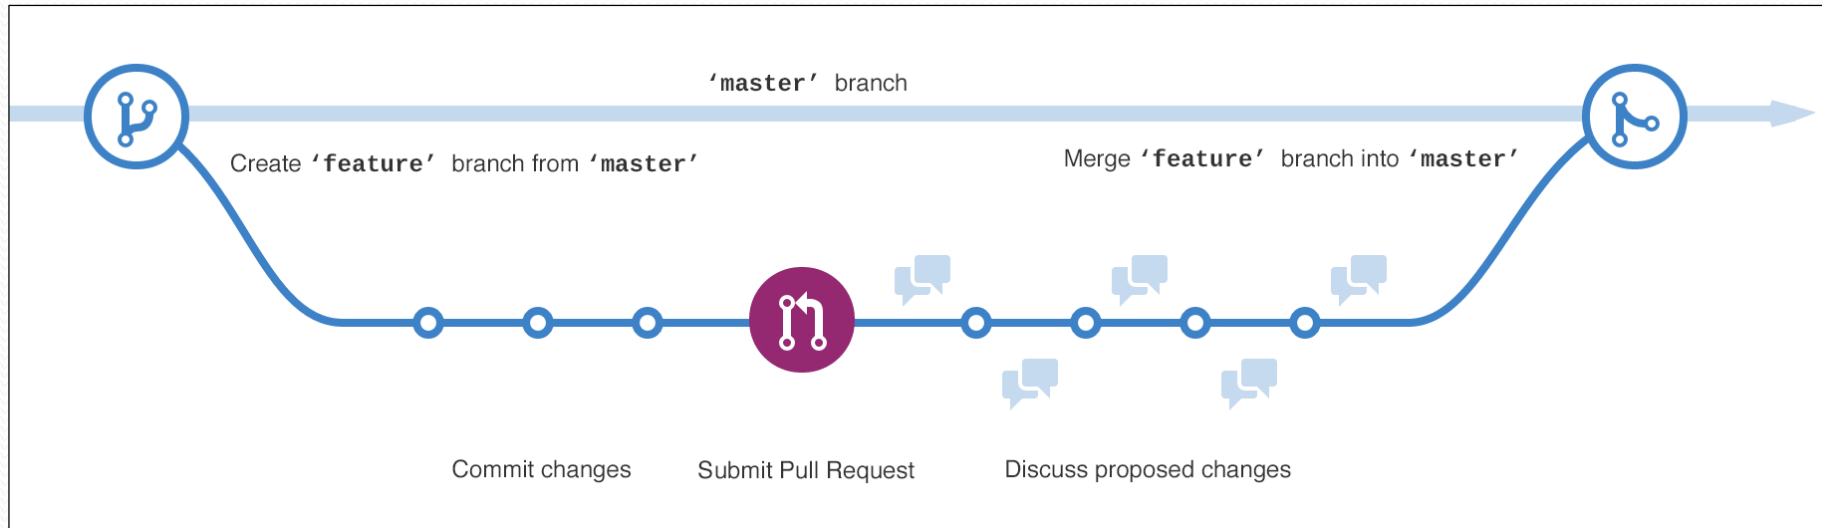 ‘master’ branch
Create ‘feature’ branch from ‘master’
Merge ‘feature’ branch into ‘master’
Commit changes
Submit Pull Request
Discuss proposed changes